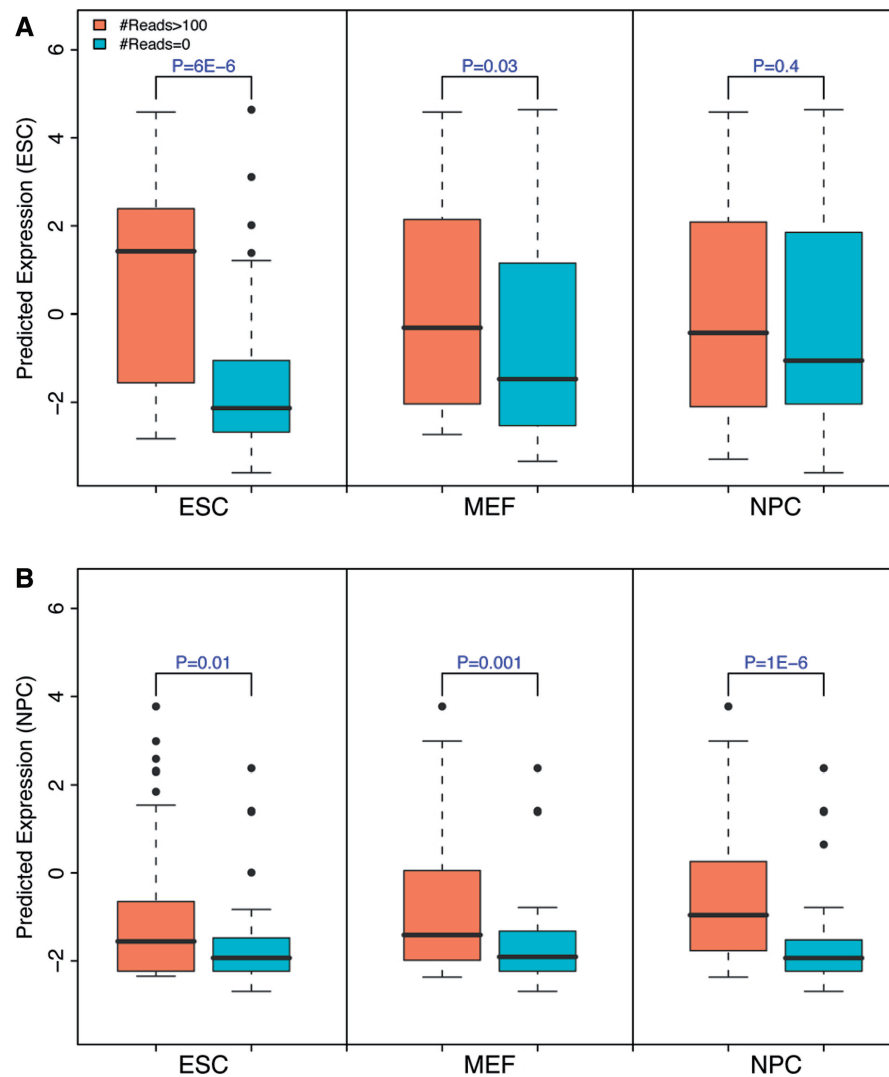 A
#Reads>100
#Reads=0
P=6E−6
P=0.03
P=0.4
Predicted Expression (ESC)
6
4
2
0
−2
ESC
MEF
NPC
B
P=0.01
P=0.001
P=1E−6
Predicted Expression (NPC)
6
4
2
0
−2
ESC
MEF
NPC